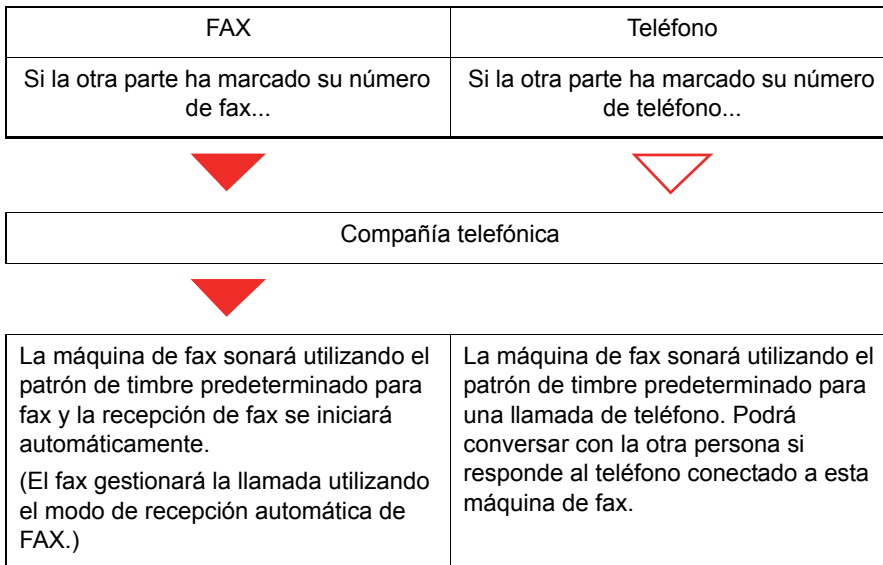 FAX
Teléfono
Si la otra parte ha marcado su número
de fax...
Si la otra parte ha marcado su número
de teléfono...
Compañía telefónica
La máquina de fax sonará utilizando el
patrón de timbre predeterminado para
fax y la recepción de fax se iniciará
automáticamente.
(El fax gestionará la llamada utilizando
el modo de recepción automática de
FAX.)
La máquina de fax sonará utilizando el
patrón de timbre predeterminado para
una llamada de teléfono. Podrá
conversar con la otra persona si
responde al teléfono conectado a esta
máquina de fax.